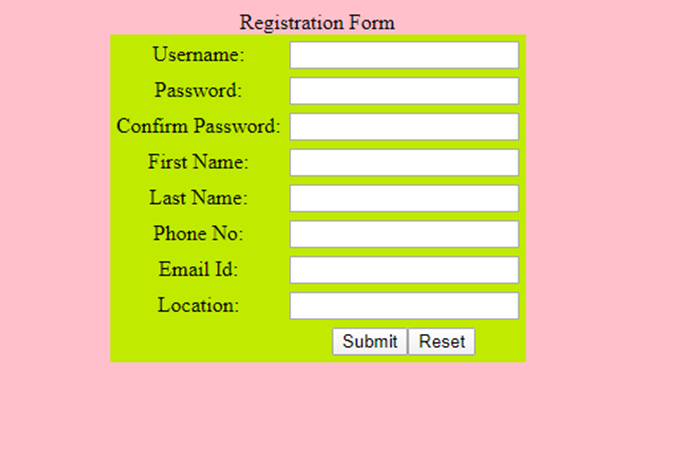 Registration Form
Username:
Password:
Confirm Password:
First Name:
Last Name:
Phone No:
Email Id:
Location:
Submit Reset